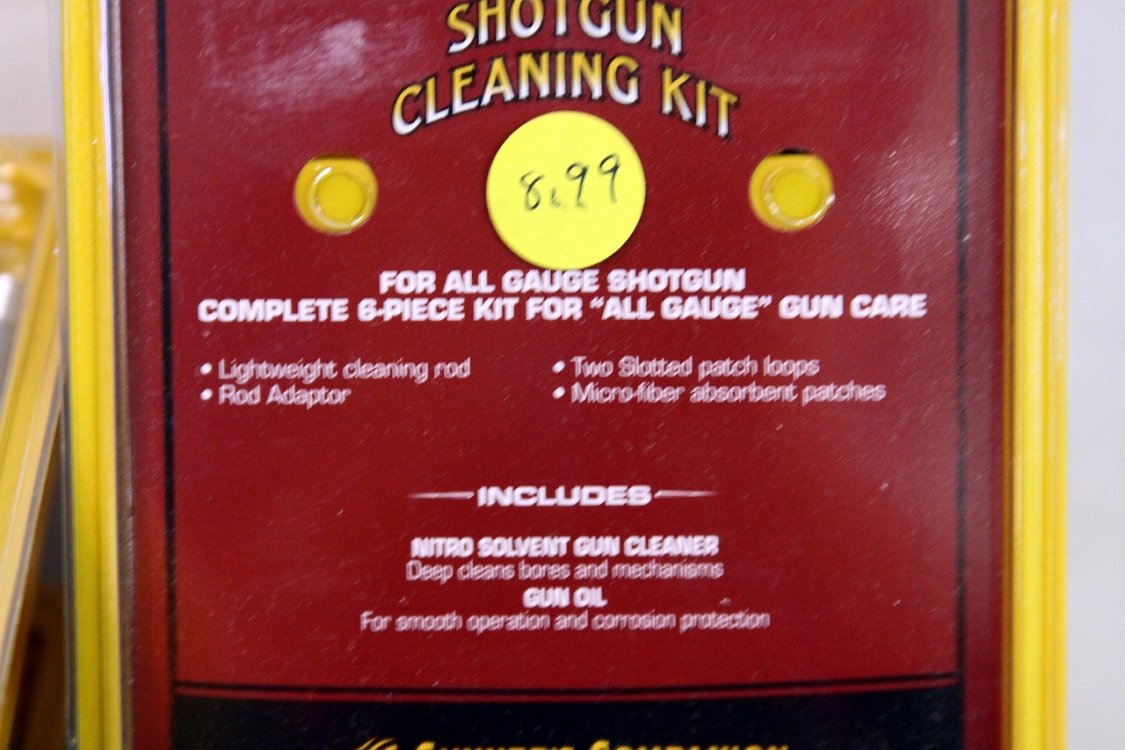 SHOTGUN
CLEANING KIT
8.99
FOR ALL GAUGE SHOTGUN
COMPLETE 6-PIECE KIT FOR “ALL GAUGE” GUN CARE
• Lightweight cleaning rod
• Rod Adaptor
• Two Slotted patch loops
• Micro-fiber absorbent patches
INCLUDES
NITRO SOLVENT GUN CLEANER
Deep cleans bores and mechanisms
GUN OIL
For smooth operation and corrosion protection
GUNNER'S COMPANION